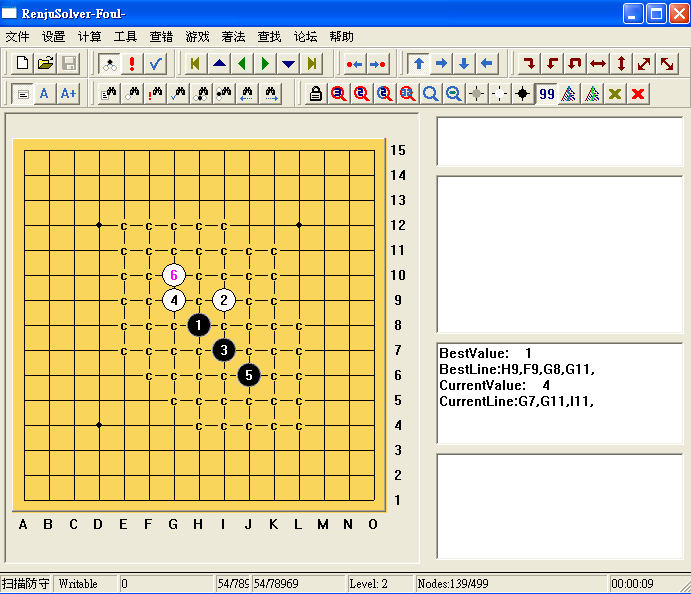 RenjuSolver-Foul-
文件 设置 计算 工具 查错 游戏 着法 查找 论坛 帮助
A A+ 99
15
14
13
c c c c c 12
c c c c c c c 11
c c 6 c c c c 10
c c 4 c 2 c c 9
c c c 1 c c c c 8
c c c c 3 c c c 7
c c c c 5 c c 6
c c c c c c 5
c c c c c 4
3
2
1
A B C D E F G H I J K L M N O
BestValue: 1
BestLine:H9,F9,G8,G11,
CurrentValue: 4
CurrentLine:G7,G11,I11,
扫描防守 Writable 0 54/789 54/78969 Level: 2 Nodes:139/499 00:00:09